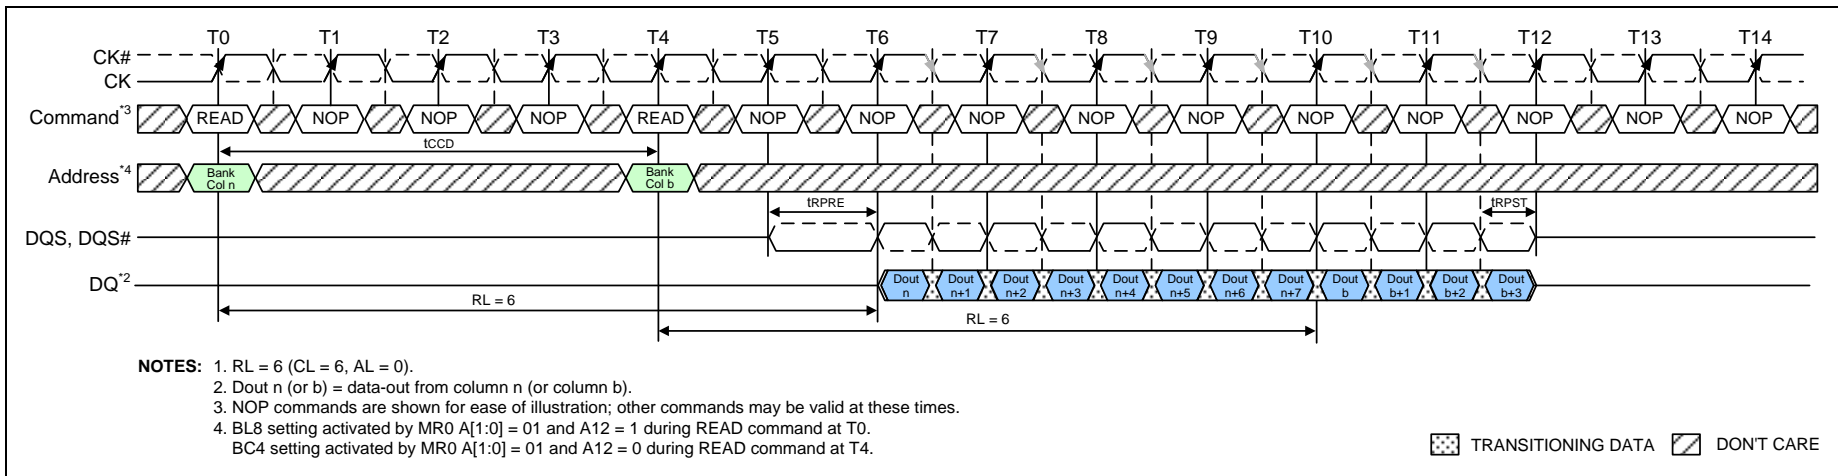 T0 T1 T2 T3 T4 T5 T6 T7 T8 T9 T10 T11 T12 T13 T14
CK#
CK
Command*3 READ NOP NOP NOP READ NOP NOP NOP NOP NOP NOP NOP NOP NOP NOP
tCCD
Address*4 Bank Col n Bank Col b
tRPRE tRPST
DQS, DQS#
DQ*2 Dout n Dout n+1 Dout n+2 Dout n+3 Dout n+4 Dout n+5 Dout n+6 Dout n+7 Dout b Dout b+1 Dout b+2 Dout b+3
RL = 6
RL = 6
NOTES: 1. RL = 6 (CL = 6, AL = 0).
2. Dout n (or b) = data-out from column n (or column b).
3. NOP commands are shown for ease of illustration; other commands may be valid at these times.
4. BL8 setting activated by MR0 A[1:0] = 01 and A12 = 1 during READ command at T0.
BC4 setting activated by MR0 A[1:0] = 01 and A12 = 0 during READ command at T4.
TRANSITIONING DATA DON'T CARE